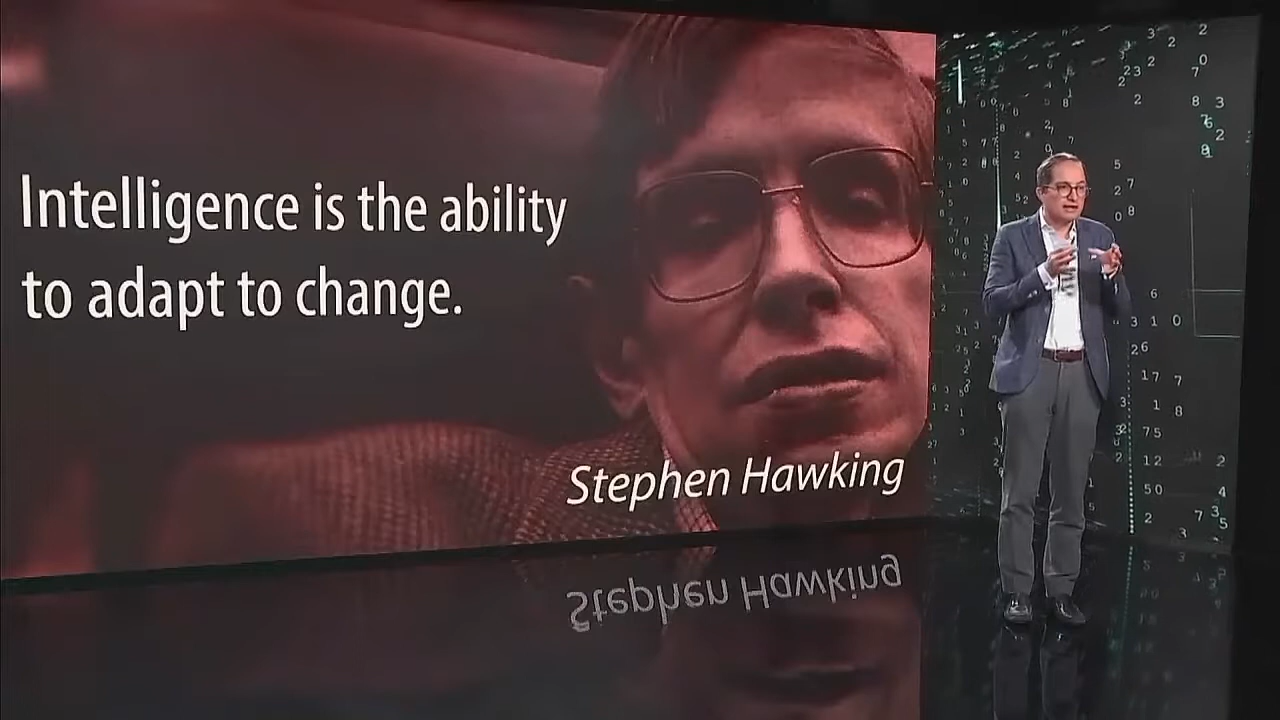 Intelligence is the ability
to adapt to change.
Stephen Hawking